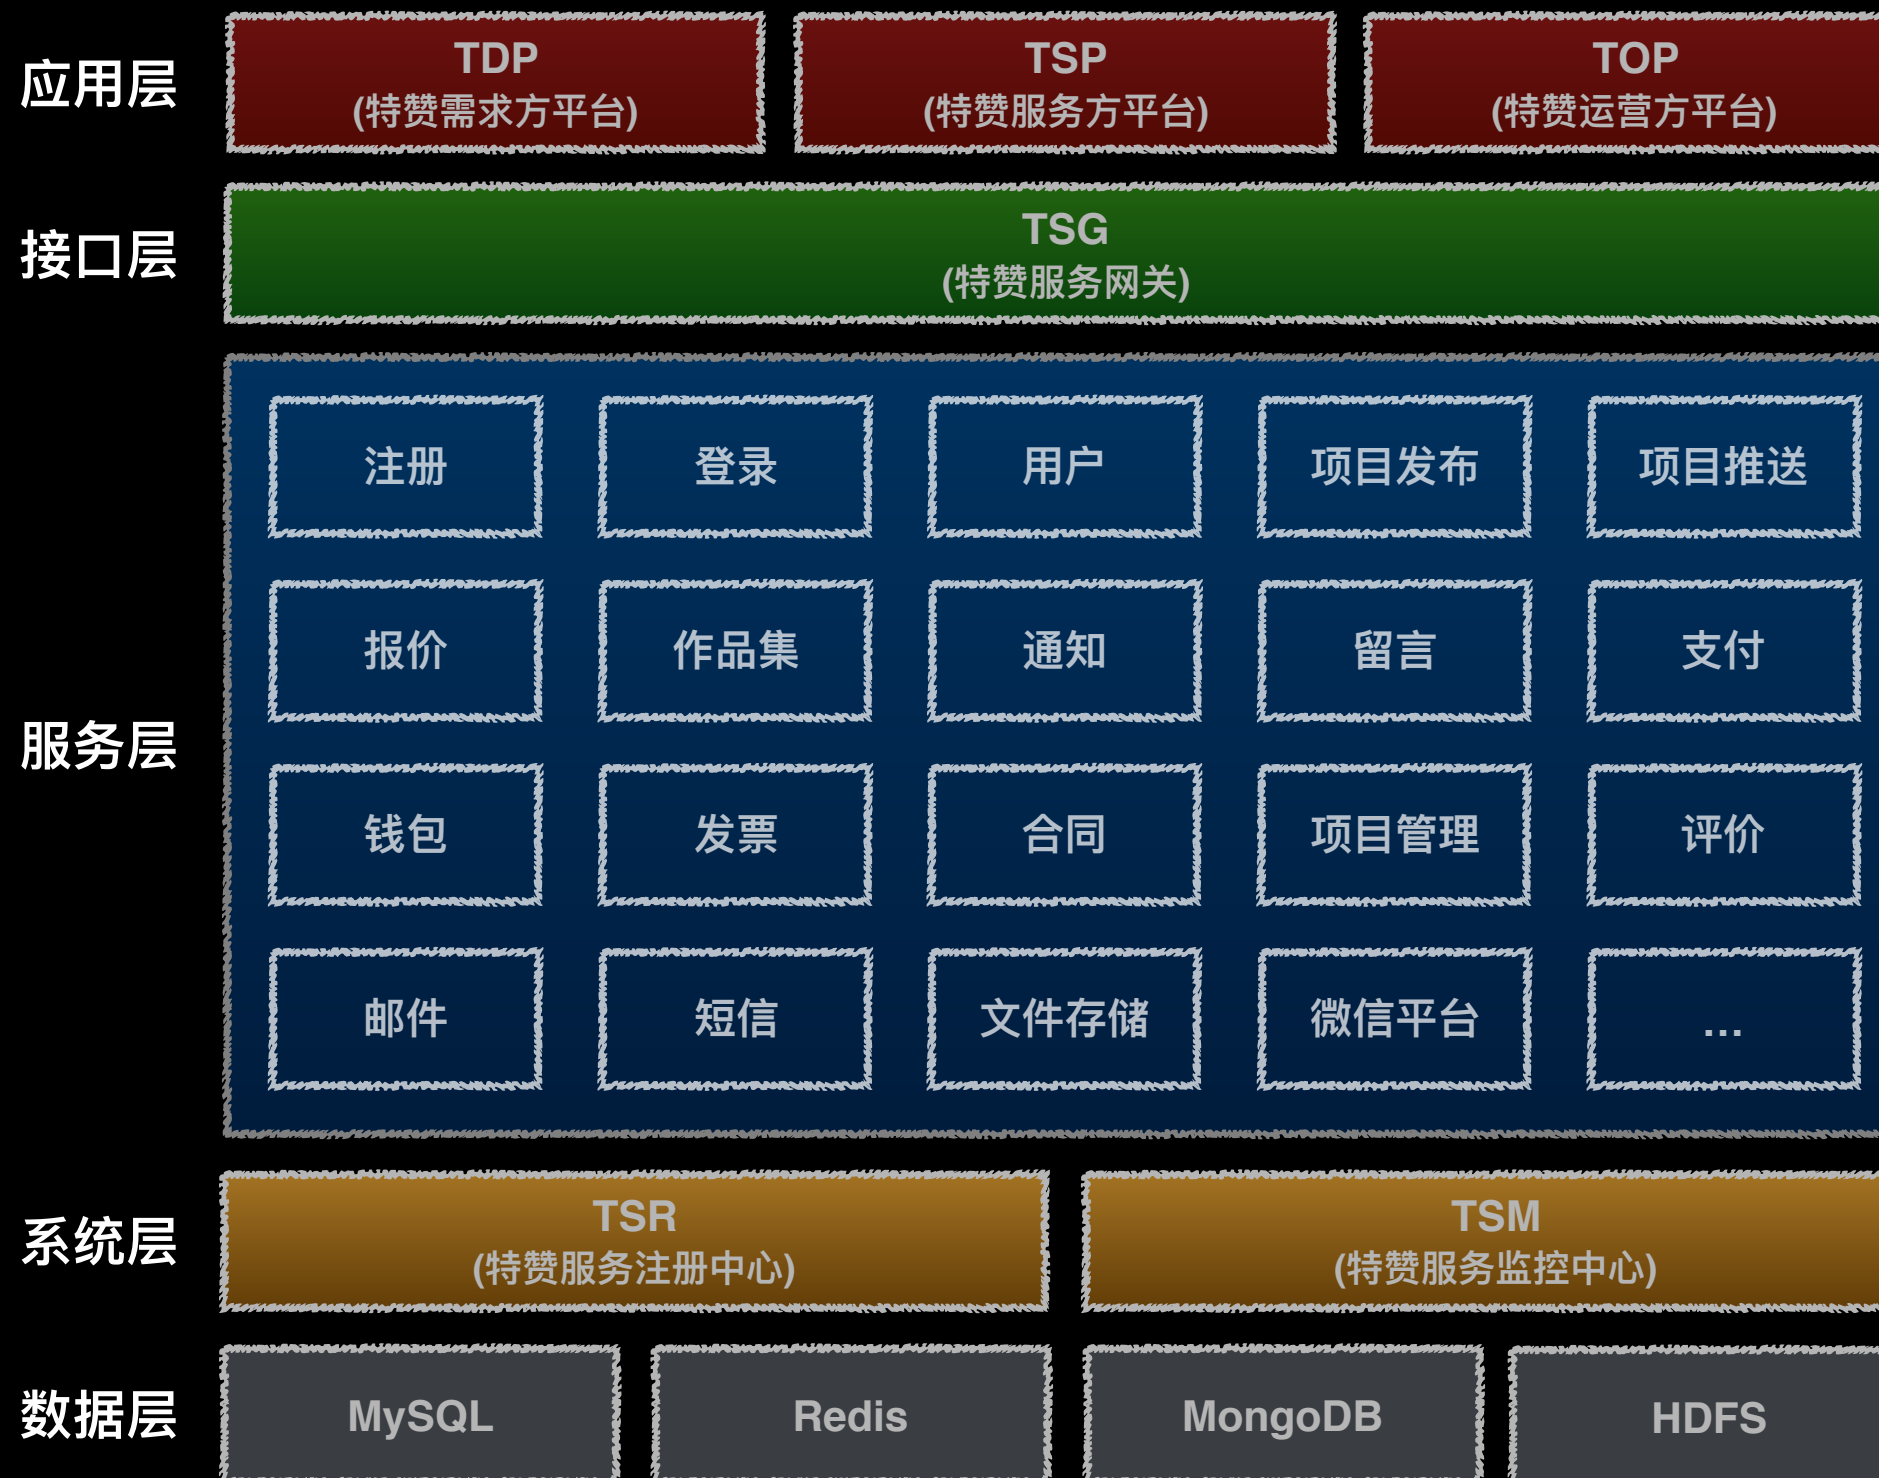 应用层
TDP
(特赞需求方平台)
TSP
(特赞服务方平台)
TOP
(特赞运营方平台)
接口层
TSG
(特赞服务网关)
服务层
注册
登录
用户
项目发布
项目推送
报价
作品集
通知
留言
支付
钱包
发票
合同
项目管理
评价
邮件
短信
文件存储
微信平台
...
系统层
TSR
(特赞服务注册中心)
TSM
(特赞服务监控中心)
数据层
MySQL
Redis
MongoDB
HDFS